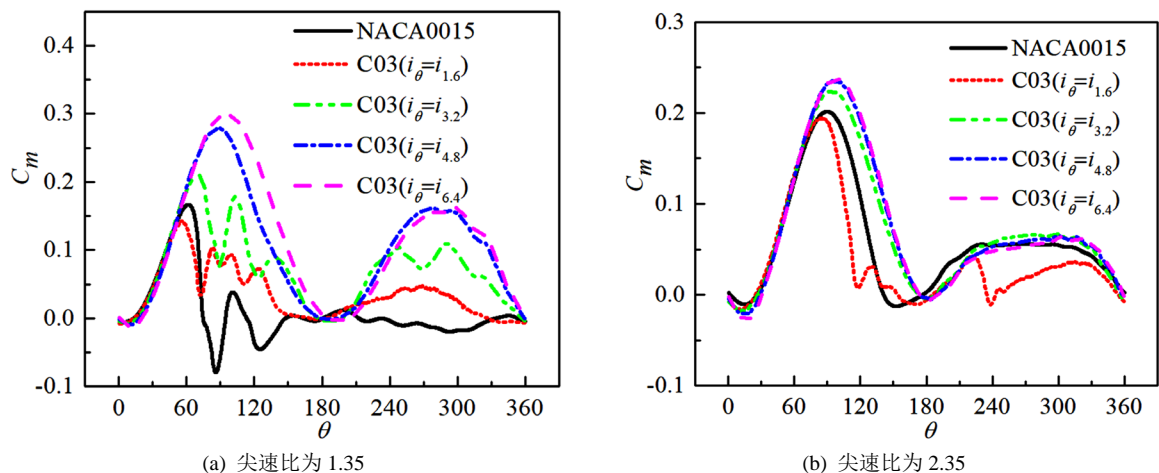 0.4
0.3
0.2
0.1
0.0
-0.1
C_m
NACA0015
C03(i_θ=i_1.6)
C03(i_θ=i_3.2)
C03(i_θ=i_4.8)
C03(i_θ=i_6.4)
0 60 120 180 240 300 360
θ
(a) 尖速比为 1.35
0.3
0.2
0.1
0.0
-0.1
C_m
NACA0015
C03(i_θ=i_1.6)
C03(i_θ=i_3.2)
C03(i_θ=i_4.8)
C03(i_θ=i_6.4)
0 60 120 180 240 300 360
θ
(b) 尖速比为 2.35